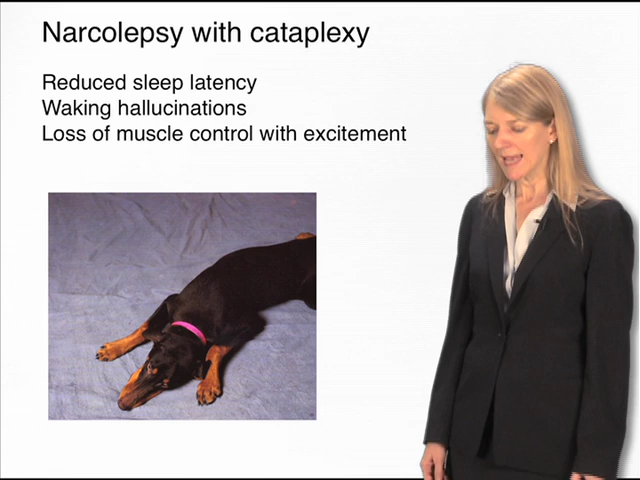 Narcolepsy with cataplexy
Reduced sleep latency
Waking hallucinations
Loss of muscle control with excitement